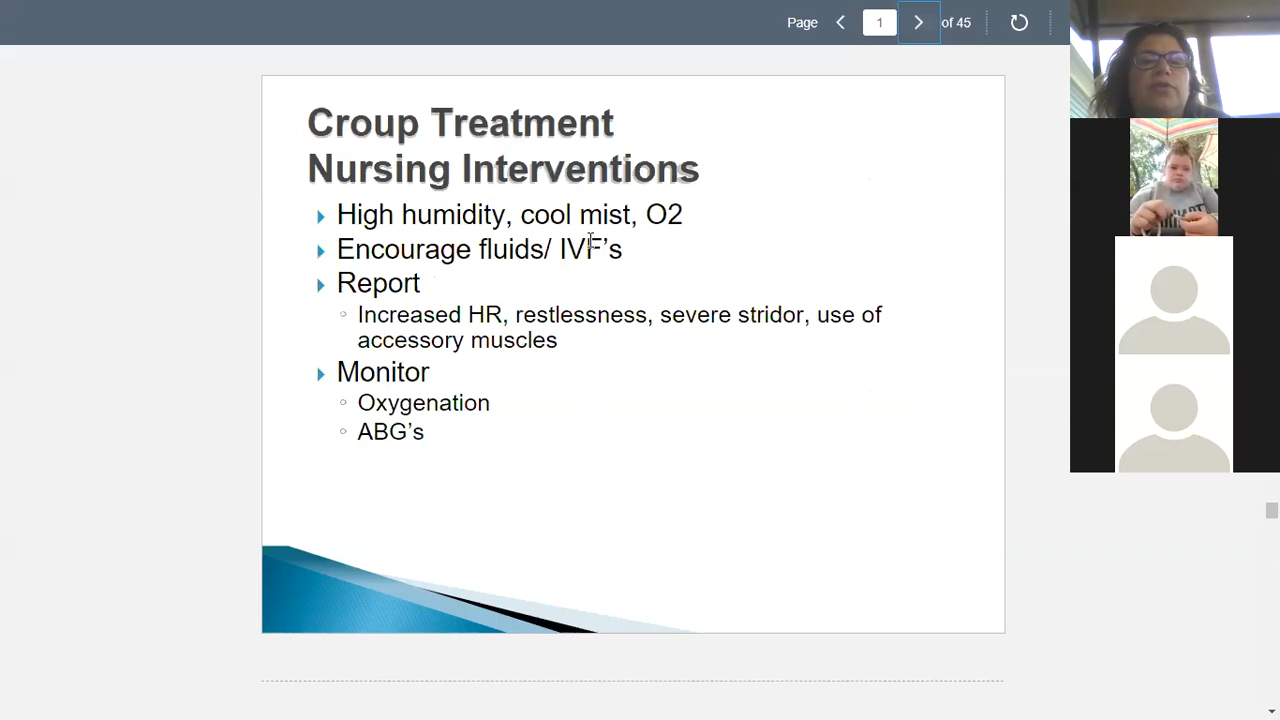 Page 1 of 45
Croup Treatment
Nursing Interventions
High humidity, cool mist, O2
Encourage fluids/ IVF's
Report
Increased HR, restlessness, severe stridor, use of
accessory muscles
Monitor
Oxygenation
ABG's